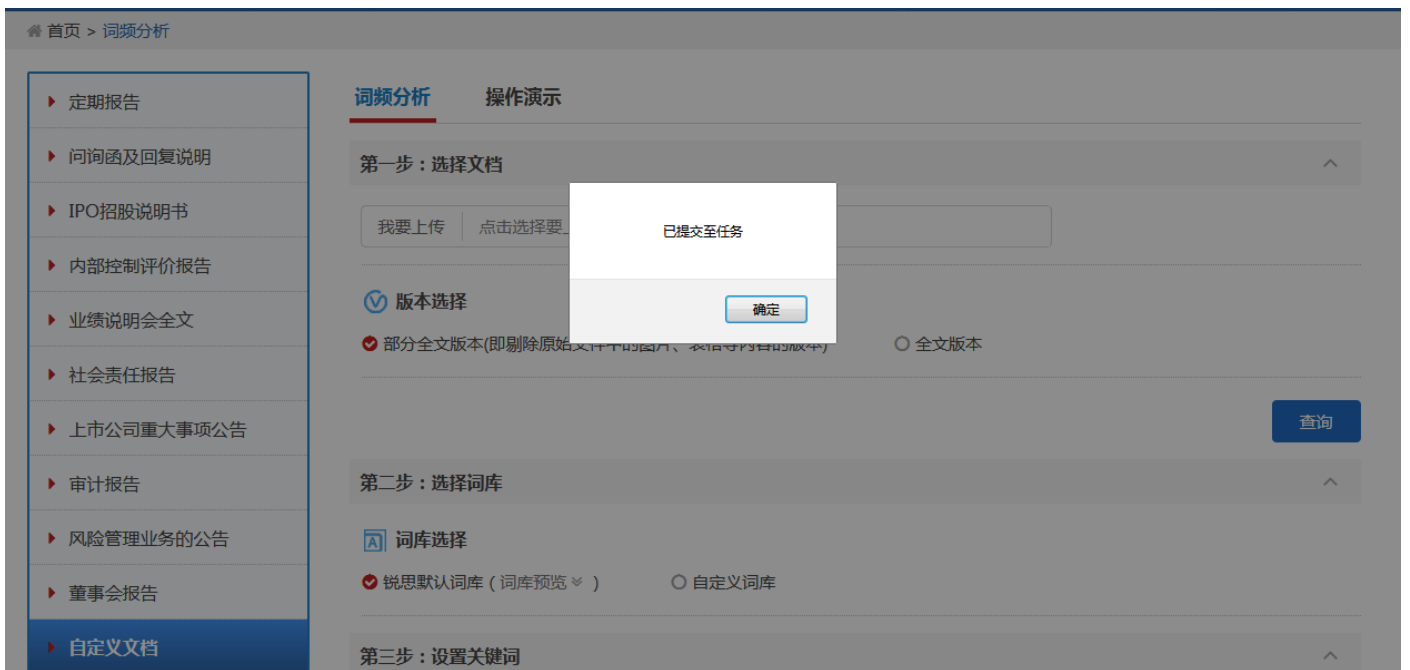 首页 > 词频分析
定期报告
问询函及回复说明
IPO招股说明书
内部控制评价报告
业绩说明会全文
社会责任报告
上市公司重大事项公告
审计报告
风险管理业务的公告
董事会报告
自定义文档
词频分析 操作演示
第一步：选择文档
我要上传 点击选择要
已提交至任务
确定
版本选择
部分全文版本(即剔除原始文件中的图片、表格等内容的版本) 全文版本
查询
第二步：选择词库
词库选择
锐思默认词库 ( 词库预览 ) 自定义词库
第三步：设置关键词